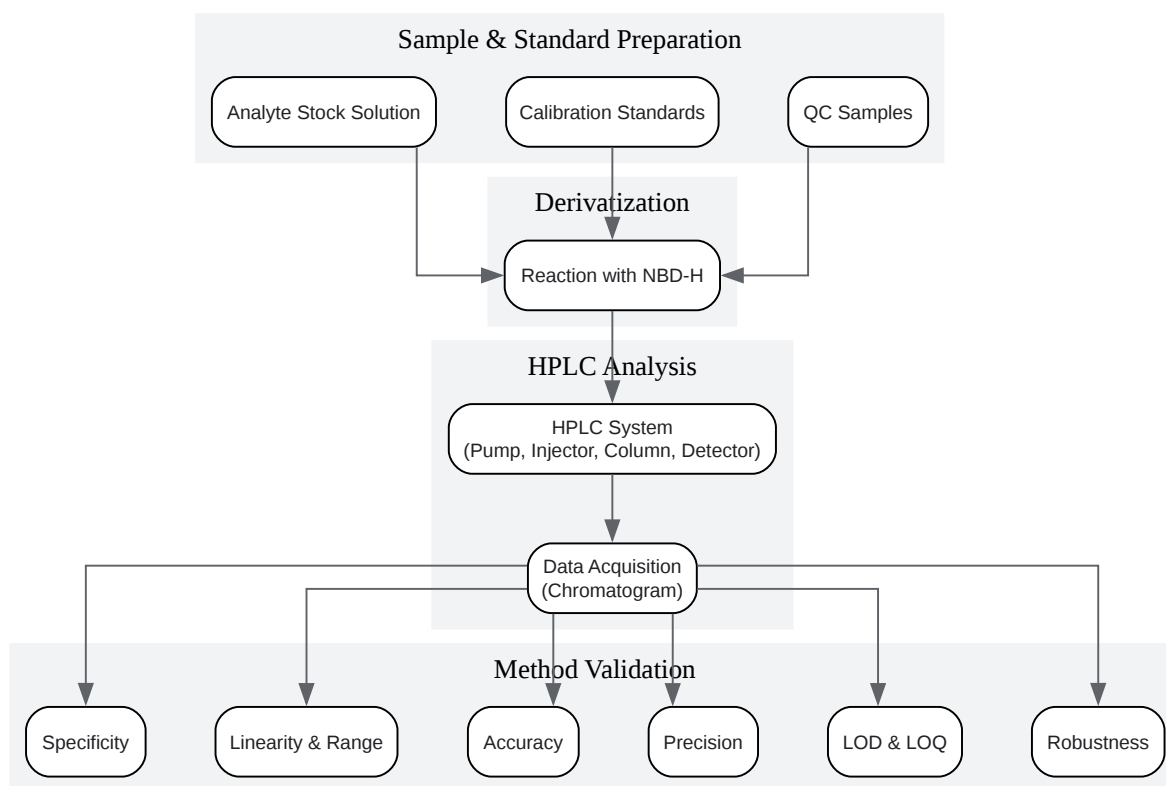 Sample & Standard Preparation
Analyte Stock Solution
Calibration Standards
QC Samples
Derivatization
Reaction with NBD-H
HPLC Analysis
HPLC System
(Pump, Injector, Column, Detector)
Data Acquisition
(Chromatogram)
Method Validation
Specificity
Linearity & Range
Accuracy
Precision
LOD & LOQ
Robustness